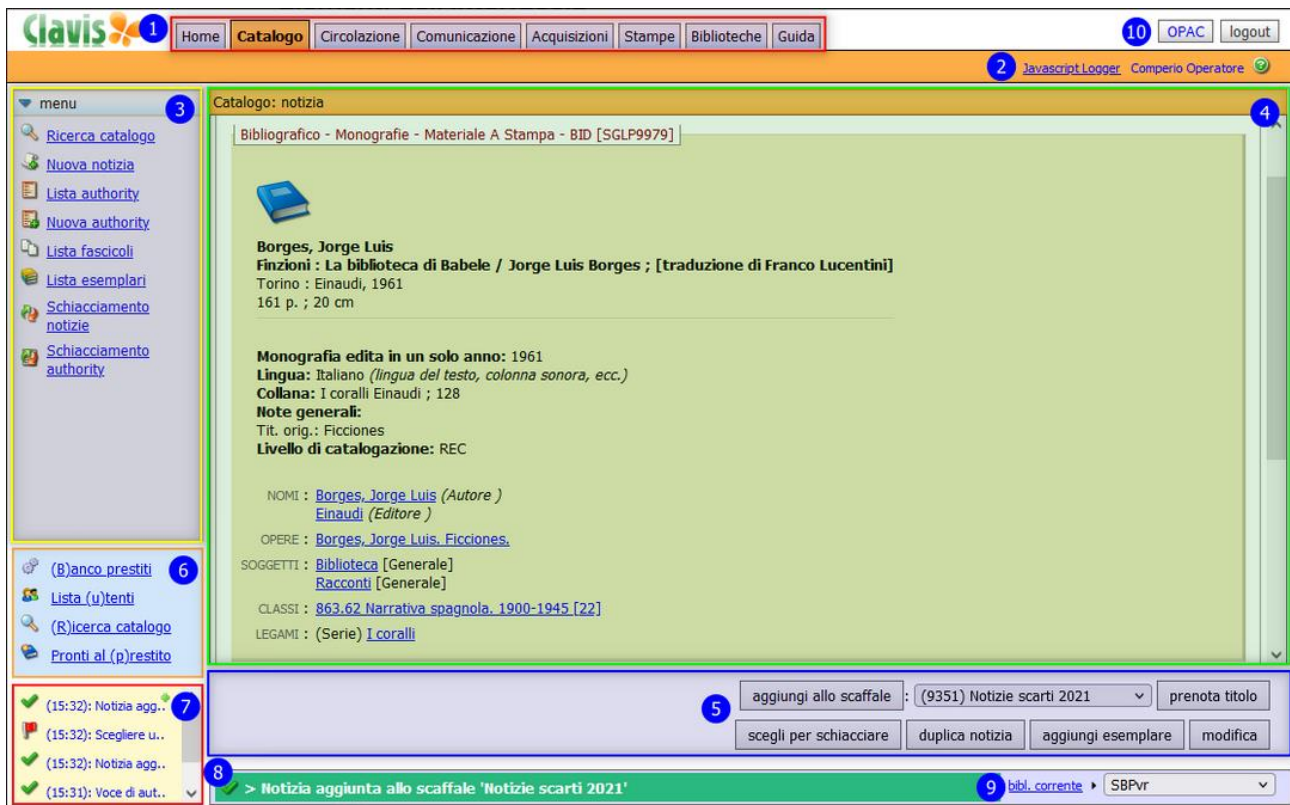 Clavis
1
Home Catalogo Circolazione Comunicazione Acquisizioni Stampe Biblioteche Guida
10 OPAC logout
2 Javascript Logger Comperio Operatore
menu 3
Ricerca catalogo
Nuova notizia
Lista authority
Nuova authority
Lista fascicoli
Lista esemplari
Schiacciamento
notizie
Schiacciamento
authority
Catalogo: notizia
4
Bibliografico - Monografie - Materiale A Stampa - BID [SGLP9979]
Borges, Jorge Luis
Finzioni : La biblioteca di Babele / Jorge Luis Borges ; [traduzione di Franco Lucentini]
Torino : Einaudi, 1961
161 p. ; 20 cm
Monografia edita in un solo anno: 1961
Lingua: Italiano (lingua del testo, colonna sonora, ecc.)
Collana: I coralli Einaudi ; 128
Note generali:
Tit. orig.: Ficciones
Livello di catalogazione: REC
NOMI : Borges, Jorge Luis (Autore )
Einaudi (Editore )
OPERE : Borges, Jorge Luis. Ficciones.
SOGGETTI : Biblioteca [Generale]
Racconti [Generale]
CLASSI : 863.62 Narrativa spagnola. 1900-1945 [22]
LEGAMI : (Serie) I coralli
(B)anco prestiti 6
Lista (u)tenti
(R)icerca catalogo
Pronti al (p)restito
(15:32): Notizia agg.. 7
(15:32): Scegliere u..
(15:32): Notizia agg..
(15:31): Voce di aut..
5
aggiungi allo scaffale : (9351) Notizie scarti 2021 prenota titolo
scegli per schiacciare duplica notizia aggiungi esemplare modifica
8
> Notizia aggiunta allo scaffale 'Notizie scarti 2021'
9 bibl. corrente SBPvr